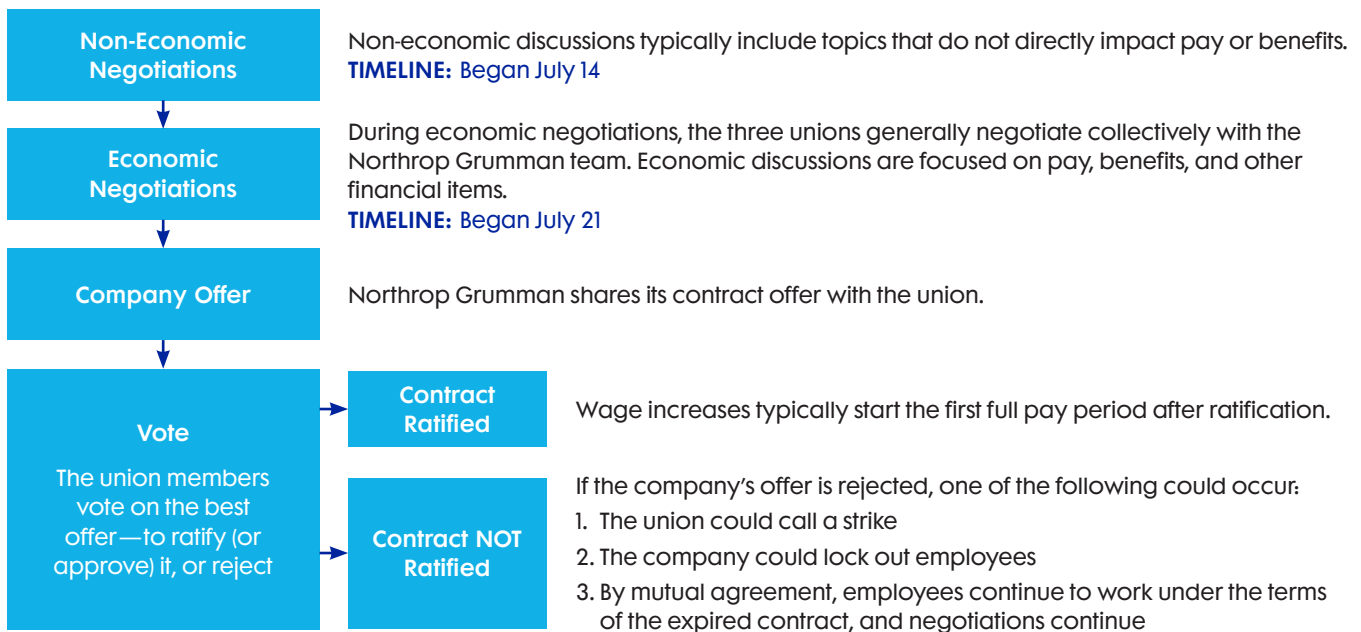 Non-Economic
Negotiations
Non-economic discussions typically include topics that do not directly impact pay or benefits.
TIMELINE: Began July 14
Economic
Negotiations
During economic negotiations, the three unions generally negotiate collectively with the
Northrop Grumman team. Economic discussions are focused on pay, benefits, and other
financial items.
TIMELINE: Began July 21
Company Offer
Northrop Grumman shares its contract offer with the union.
Vote
The union members
vote on the best
offer—to ratify (or
approve) it, or reject
Contract
Ratified
Wage increases typically start the first full pay period after ratification.
Contract NOT
Ratified
If the company's offer is rejected, one of the following could occur:
1. The union could call a strike
2. The company could lock out employees
3. By mutual agreement, employees continue to work under the terms
of the expired contract, and negotiations continue